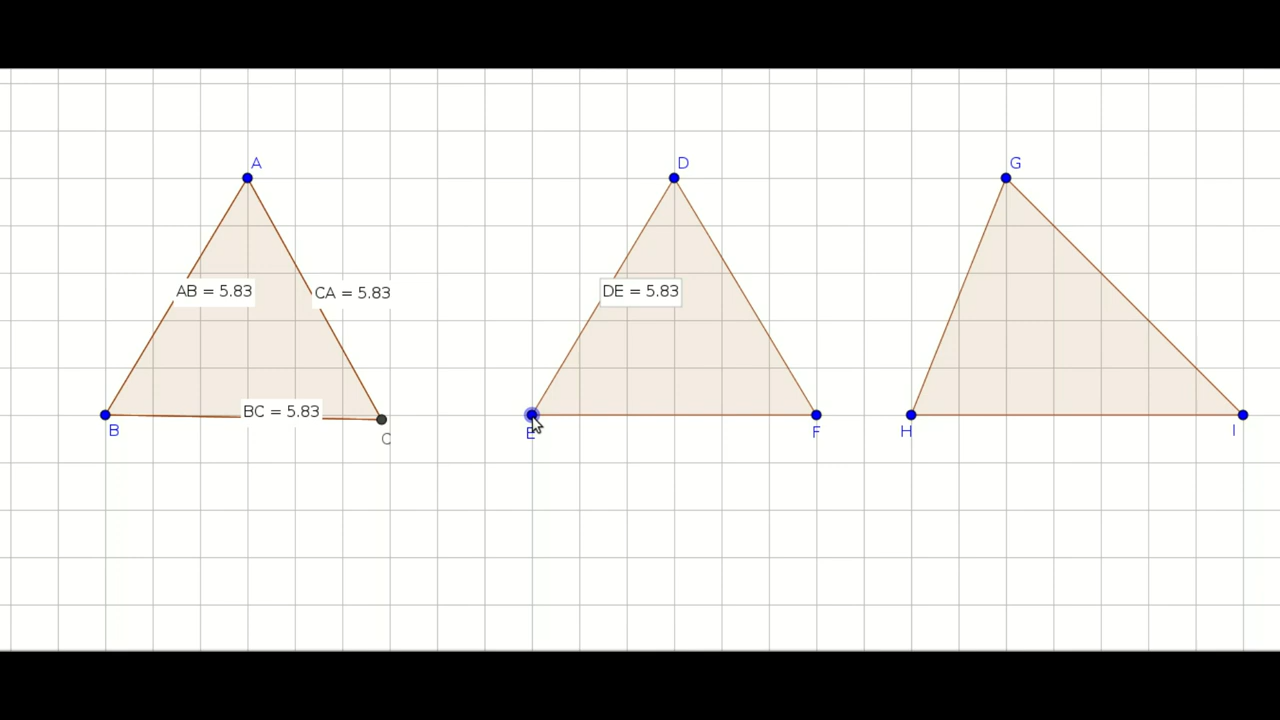 A
D
G
AB = 5.83
CA = 5.83
DE = 5.83
BC = 5.83
B
C
E
F
H
I